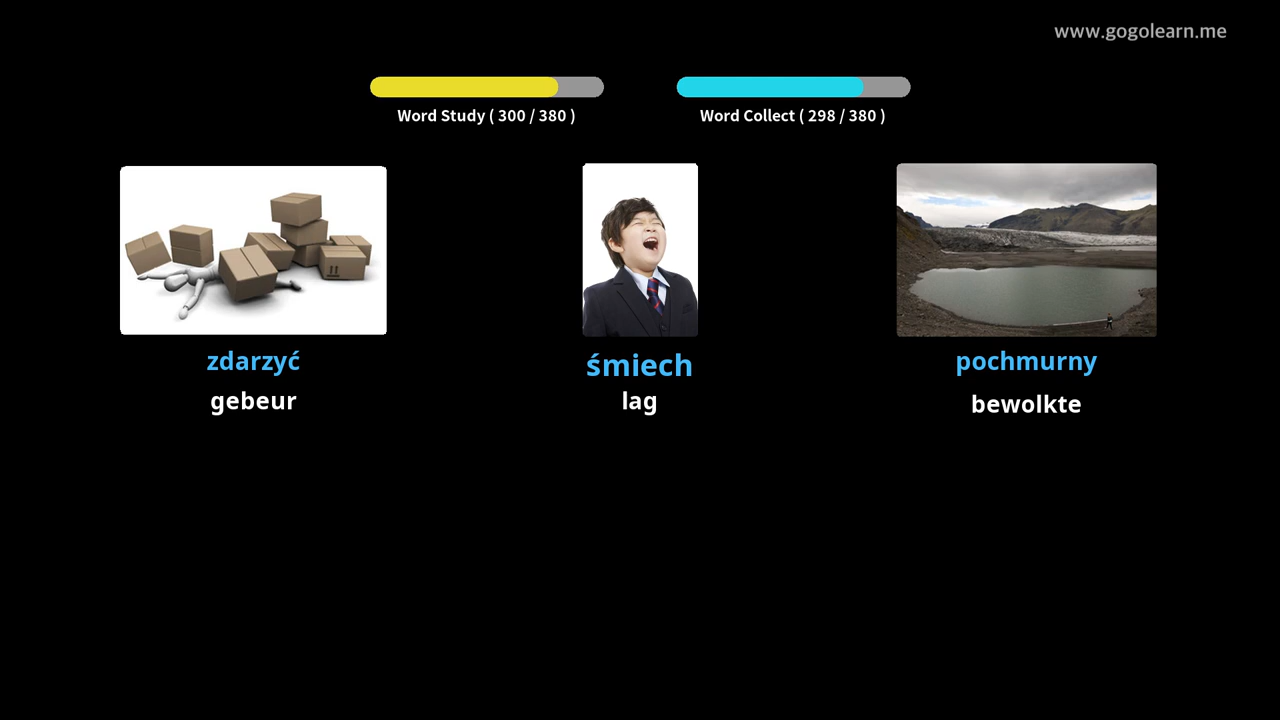 www.gogolearn.me
Word Study ( 300 / 380 )
Word Collect ( 298 / 380 )
zdarzyć
gebeur
śmiech
lag
pochmurny
bewolkte